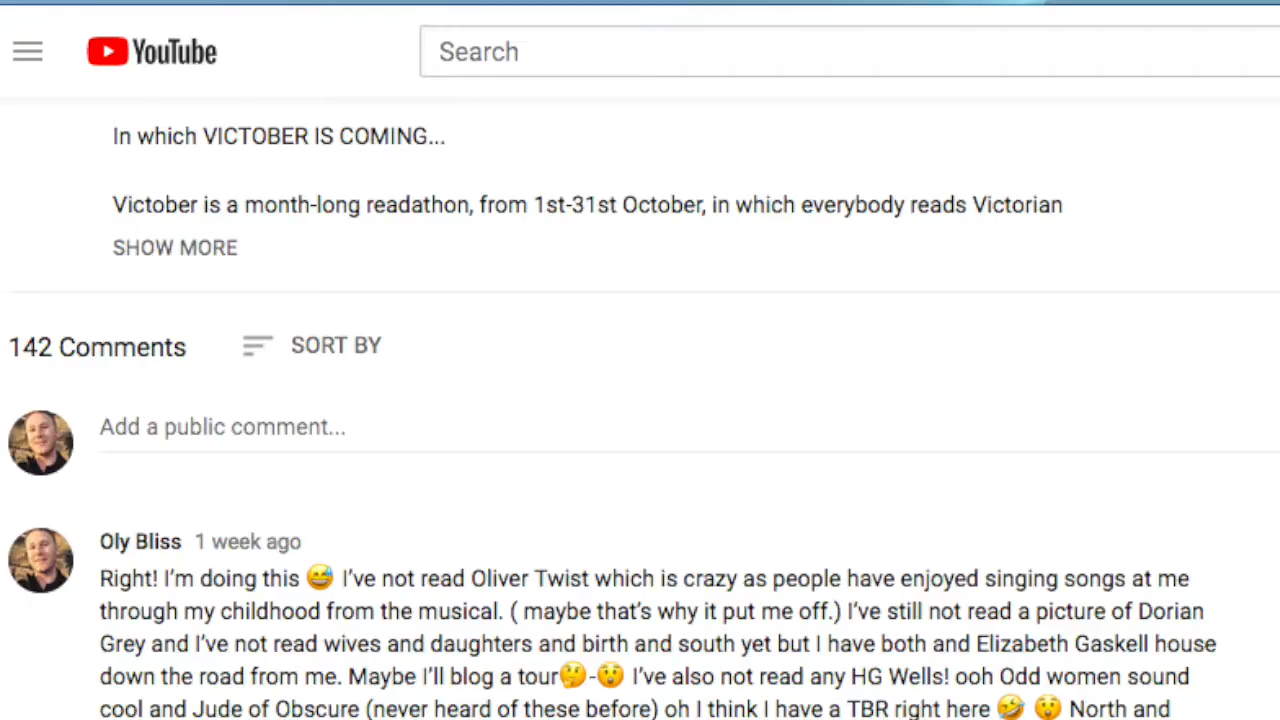 YouTube
Search
In which VICTOBER IS COMING...
Victober is a month-long readathon, from 1st-31st October, in which everybody reads Victorian
SHOW MORE
142 Comments
SORT BY
Add a public comment...
Oly Bliss 1 week ago
Right! I'm doing this 😅 I've not read Oliver Twist which is crazy as people have enjoyed singing songs at me
through my childhood from the musical. ( maybe that's why it put me off.) I've still not read a picture of Dorian
Grey and I've not read wives and daughters and birth and south yet but I have both and Elizabeth Gaskell house
down the road from me. Maybe I'll blog a tour🤔-😲 I've also not read any HG Wells! ooh Odd women sound
cool and Jude of Obscure (never heard of these before) oh I think I have a TBR right here 🤣 😲 North and